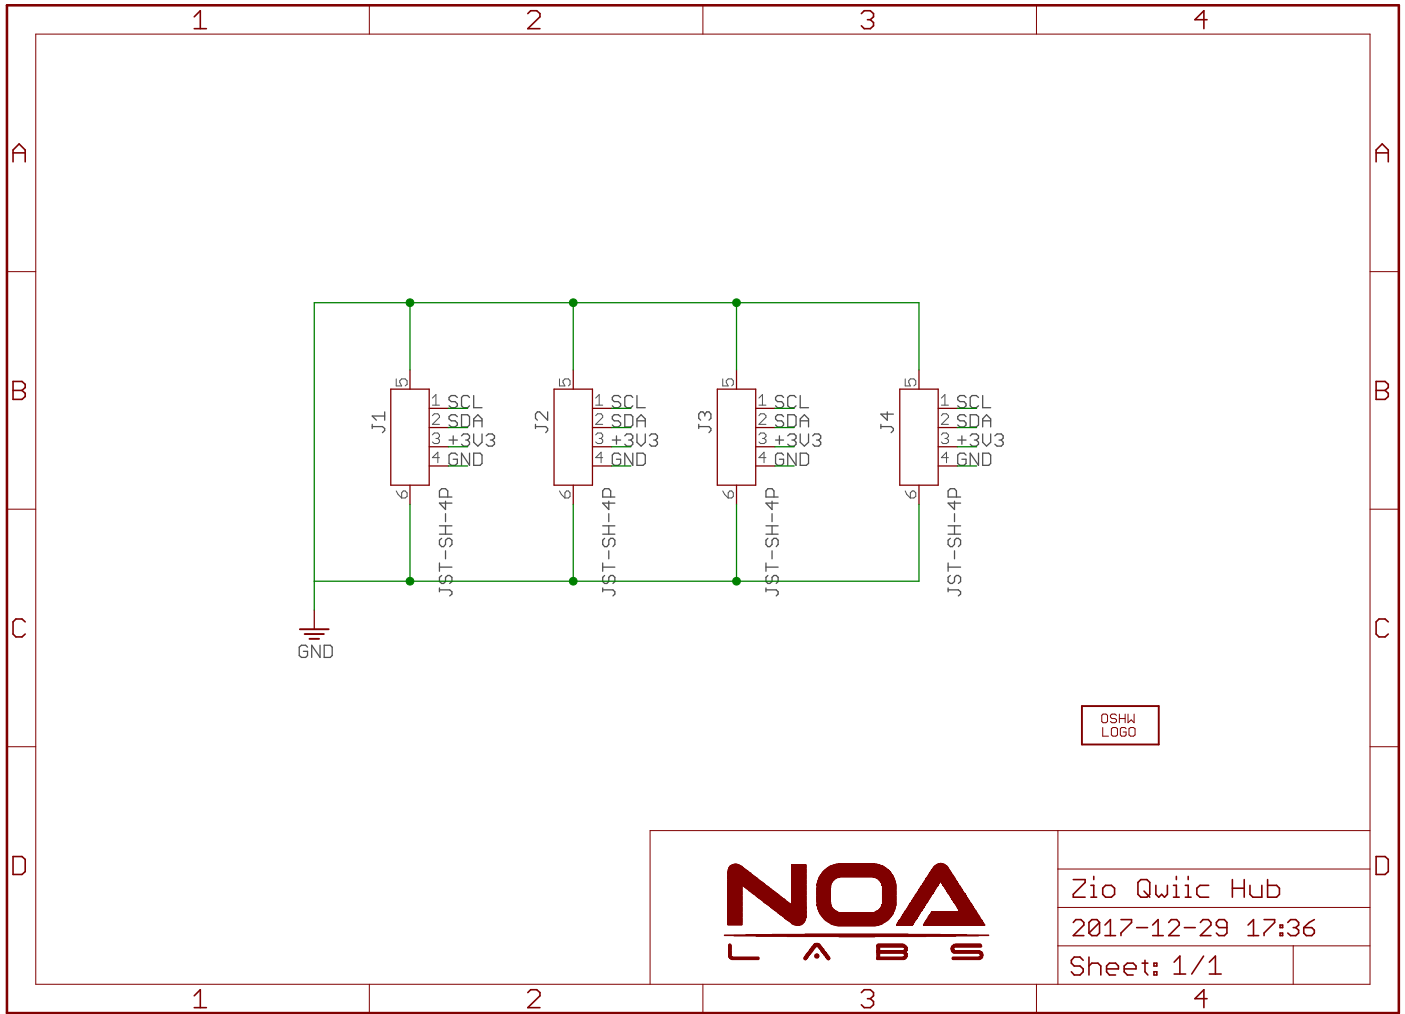 1 2 3 4
A A
B B
5 5 5 5
J1 1 SCL J2 1 SCL J3 1 SCL J4 1 SCL
2 SDA 2 SDA 2 SDA 2 SDA
3 +3V3 3 +3V3 3 +3V3 3 +3V3
4 GND 4 GND 4 GND 4 GND
6 6 6 6
JST-SH-4P JST-SH-4P JST-SH-4P JST-SH-4P
C C
GND
OSHW
LOGO
D D
NOA
LABS
Zio Qwiic Hub
2017-12-29 17:36
Sheet: 1/1
1 2 3 4